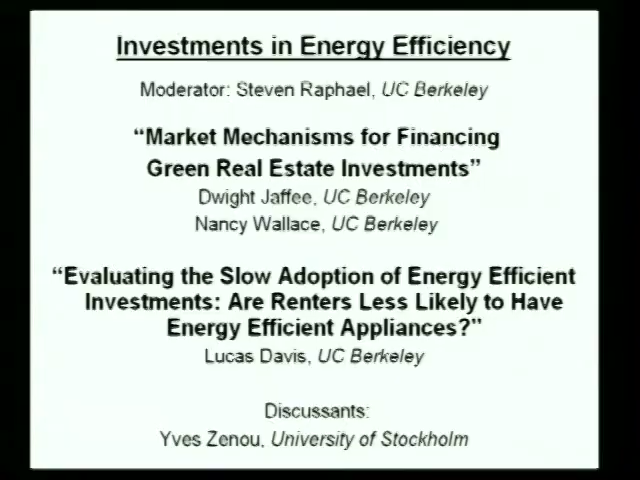 Investments in Energy Efficiency
Moderator: Steven Raphael, UC Berkeley
“Market Mechanisms for Financing
Green Real Estate Investments”
Dwight Jaffee, UC Berkeley
Nancy Wallace, UC Berkeley
“Evaluating the Slow Adoption of Energy Efficient
Investments: Are Renters Less Likely to Have
Energy Efficient Appliances?”
Lucas Davis, UC Berkeley
Discussants:
Yves Zenou, University of Stockholm